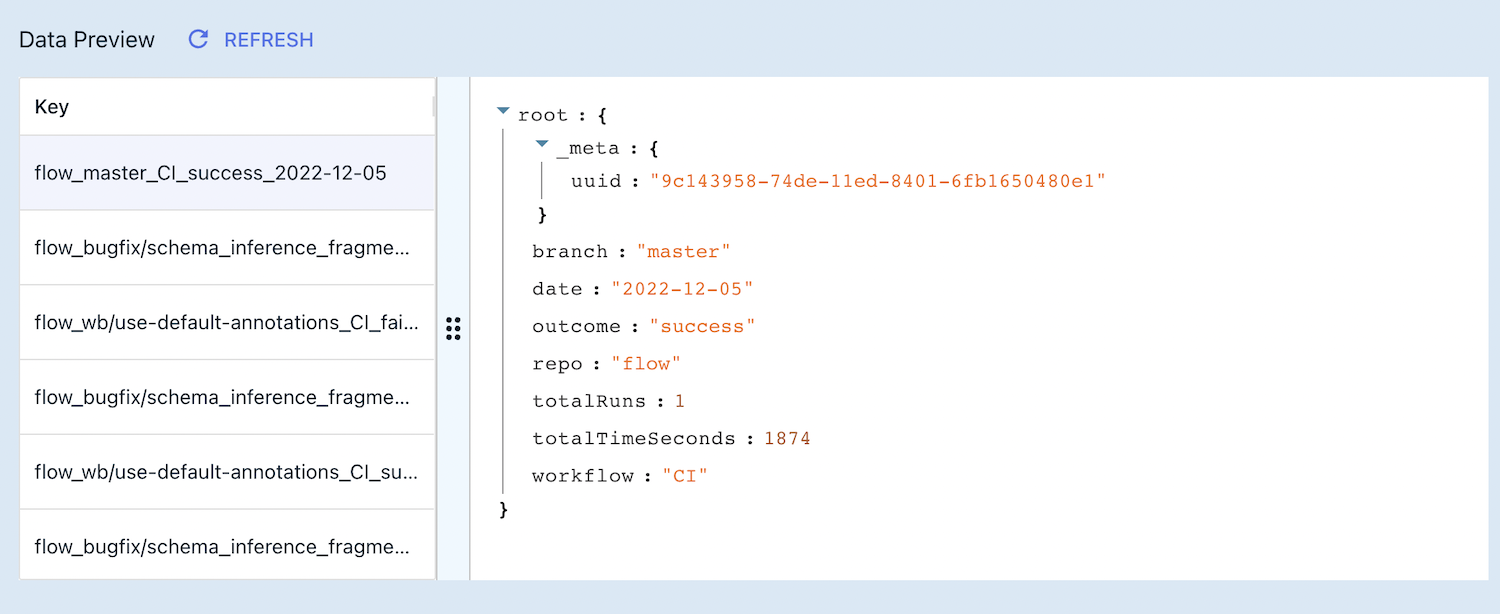 Data Preview REFRESH
Key
flow_master_CI_success_2022-12-05
flow_bugfix/schema_inference_fragme...
flow_wb/use-default-annotations_CI_fai...
flow_bugfix/schema_inference_fragme...
flow_wb/use-default-annotations_CI_su...
flow_bugfix/schema_inference_fragme...
root : {
_meta : {
uuid : "9c143958-74de-11ed-8401-6fb1650480e1"
}
branch : "master"
date : "2022-12-05"
outcome : "success"
repo : "flow"
totalRuns : 1
totalTimeSeconds : 1874
workflow : "CI"
}